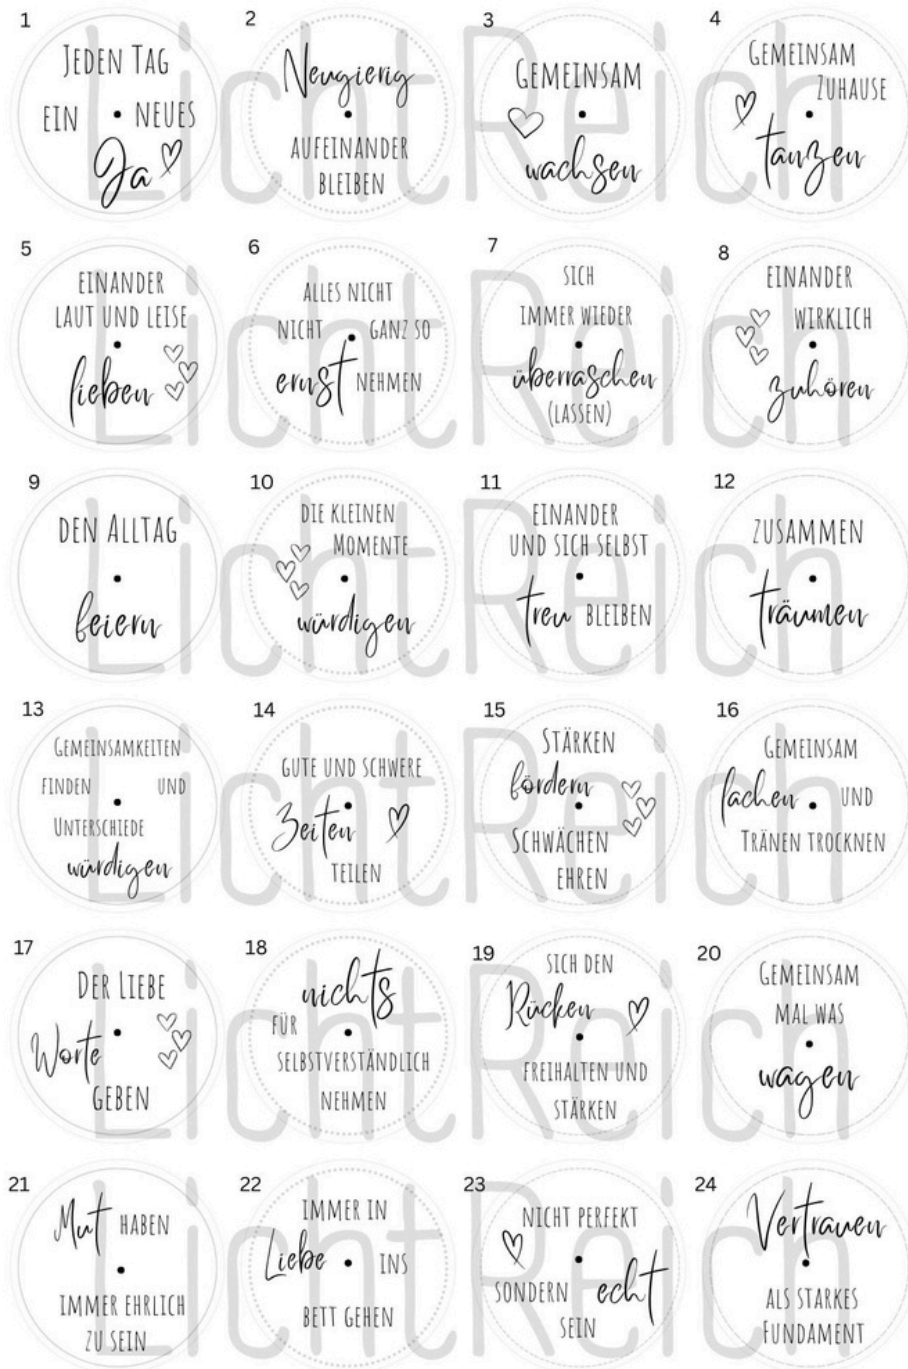 1
JEDEN TAG
EIN NEUES
Ja
2
Neugierig
AUFEINANDER
BLEIBEN
3
GEMEINSAM
wachsen
4
GEMEINSAM
ZUHAUSE
tanzen
5
EINANDER
LAUT UND LEISE
lieben
6
ALLES NICHT
NICHT GANZ SO
ernst NEHMEN
7
SICH
IMMER WIEDER
überraschen
(LASSEN)
8
EINANDER
WIRKLICH
zuhören
9
DEN ALLTAG
feiern
10
DIE KLEINEN
MOMENTE
würdigen
11
EINANDER
UND SICH SELBST
treu BLEIBEN
12
ZUSAMMEN
träumen
13
GEMEINSAMKEITEN
FINDEN UND
UNTERSCHIEDE
würdigen
14
GUTE UND SCHWERE
Zeiten
TEILEN
15
STÄRKEN
fördern
SCHWÄCHEN
EHREN
16
GEMEINSAM
lachen UND
TRÄNEN TROCKNEN
17
DER LIEBE
Worte
GEBEN
18
nichts
FÜR
SELBSTVERSTÄNDLICH
NEHMEN
19
SICH DEN
Rücken
FREIHALTEN UND
STÄRKEN
20
GEMEINSAM
MAL WAS
wagen
21
Mut HABEN
IMMER EHRLICH
ZU SEIN
22
IMMER IN
Liebe INS
BETT GEHEN
23
NICHT PERFEKT
SONDERN echt
SEIN
24
Vertrauen
ALS STARKES
FUNDAMENT
LichtReich
LichtReich
LichtReich
LichtReich
LichtReich
LichtReich